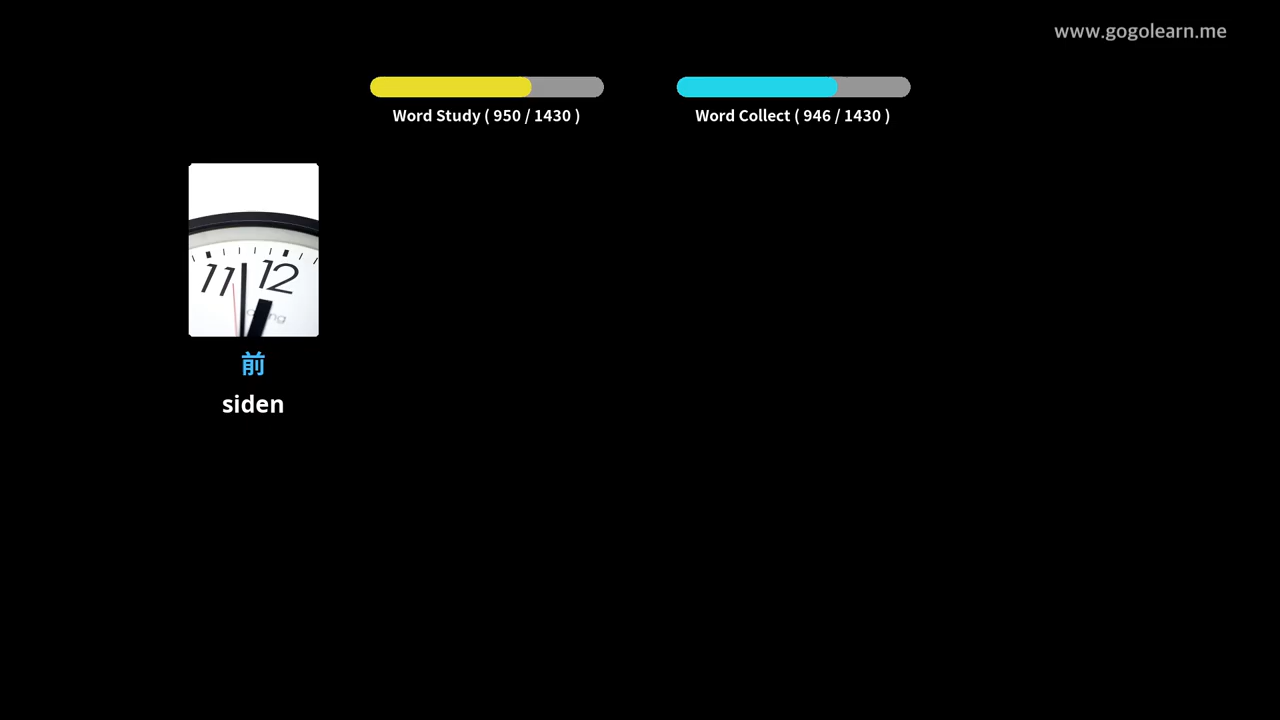 www.gogolearn.me
Word Study ( 950 / 1430 )
Word Collect ( 946 / 1430 )
11 12
前
siden